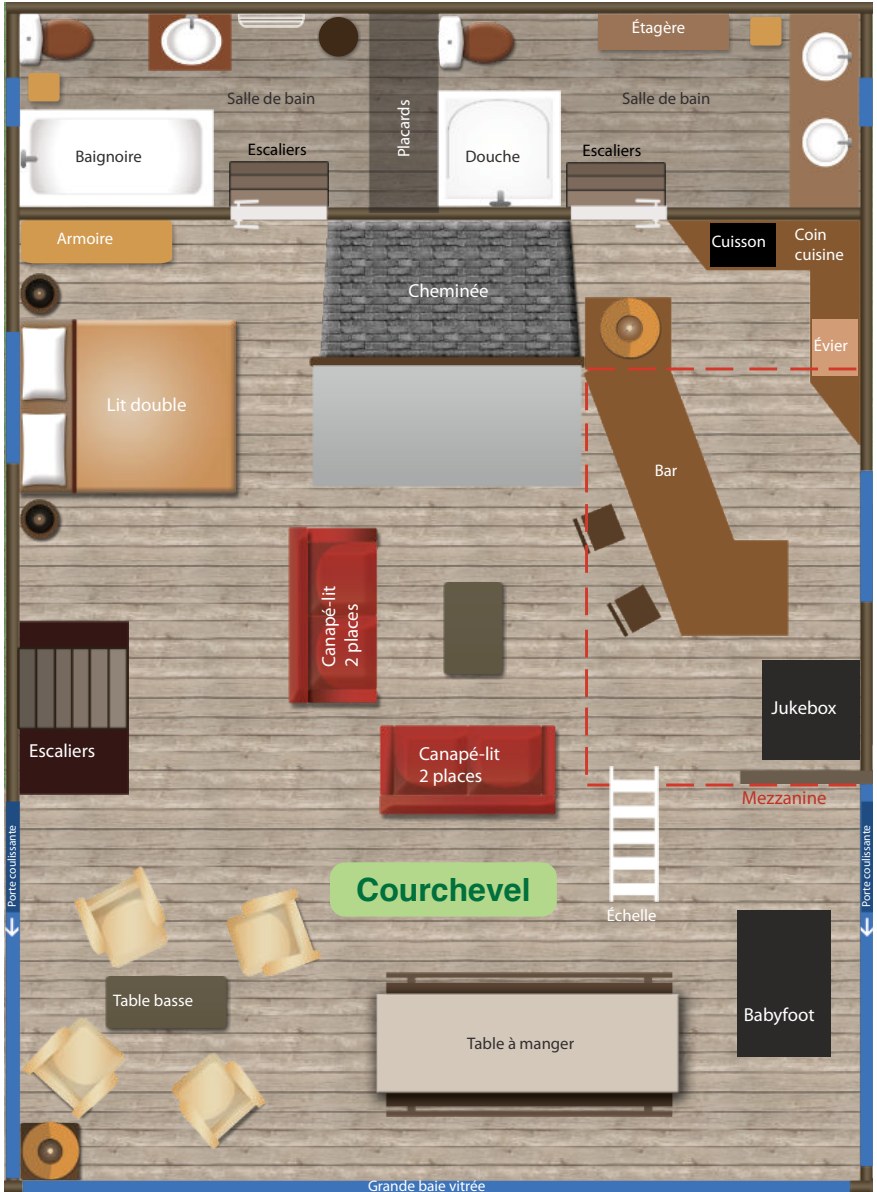 Étagère
Salle de bain
Salle de bain
Placards
Baignoire
Escaliers
Douche
Escaliers
Armoire
Cuisson
Coin
cuisine
Cheminée
Évier
Lit double
Bar
Canapé-lit
2 places
Jukebox
Escaliers
Canapé-lit
2 places
Mezzanine
Porte coulissante
Porte coulissante
Courchevel
Échelle
Table basse
Babyfoot
Table à manger
Grande baie vitrée